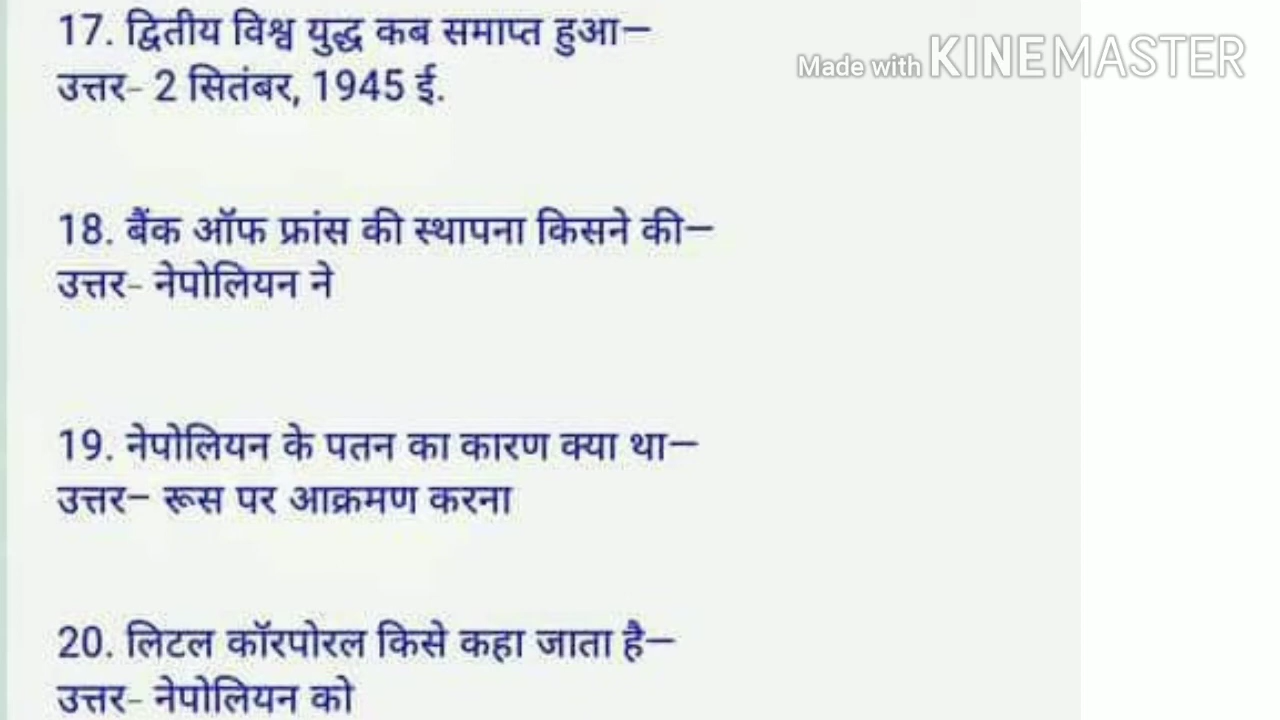 17. द्वितीय विश्व युद्ध कब समाप्त हुआ—
उत्तर- 2 सितंबर, 1945 ई.
Made with KINEMASTER
18. बैंक ऑफ फ्रांस की स्थापना किसने की—
उत्तर- नेपोलियन ने
19. नेपोलियन के पतन का कारण क्या था—
उत्तर– रूस पर आक्रमण करना
20. लिटल कॉरपोरल किसे कहा जाता है—
उत्तर- नेपोलियन को